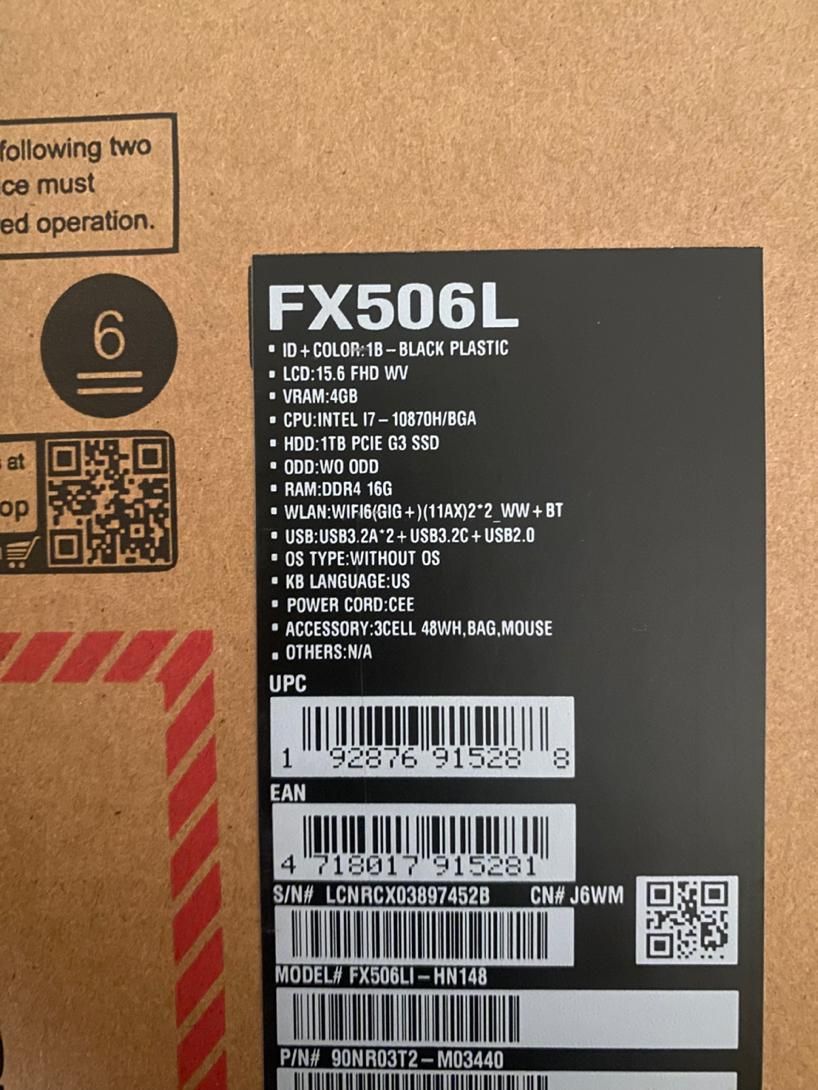 following two
ce must
ed operation.
6
at
op
FX506L
▪ ID+COLOR:1B-BLACK PLASTIC
▪ LCD:15.6 FHD WV
▪ VRAM:4GB
▪ CPU:INTEL I7-10870H/BGA
▪ HDD:1TB PCIE G3 SSD
▪ ODD:WO ODD
▪ RAM:DDR4 16G
▪ WLAN:WIFI6(GIG+)(11AX)2*2_WW+BT
▪ USB:USB3.2A*2+USB3.2C+USB2.0
▪ OS TYPE:WITHOUT OS
▪ KB LANGUAGE:US
▪ POWER CORD:CEE
▪ ACCESSORY:3CELL 48WH,BAG,MOUSE
▪ OTHERS:N/A
UPC
1 92876 91528 8
EAN
4 718017 915281
S/N# LCNRCX03897452B CN# J6WM
MODEL# FX506LI-HN148
P/N# 90NR03T2-M03440